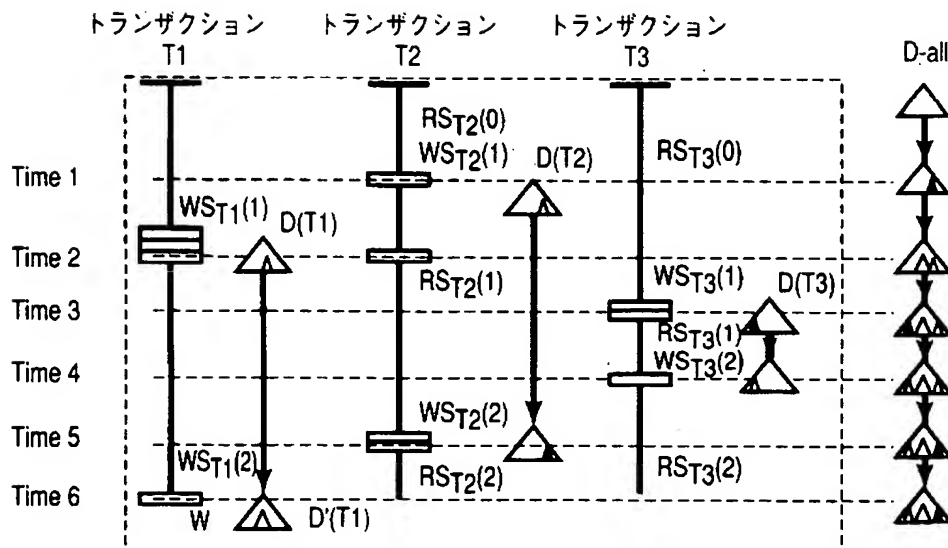 トランザクション
T1
トランザクション
T2
トランザクション
T3
D-all
RST2(0)
WST2(1)
D(T2)
RST3(0)
Time 1
WST1(1)
D(T1)
Time 2
RST2(1)
WST3(1)
D(T3)
Time 3
RST3(1)
WST3(2)
Time 4
WST2(2)
Time 5
WST1(2)
RST2(2)
RST3(2)
Time 6
W
D'(T1)